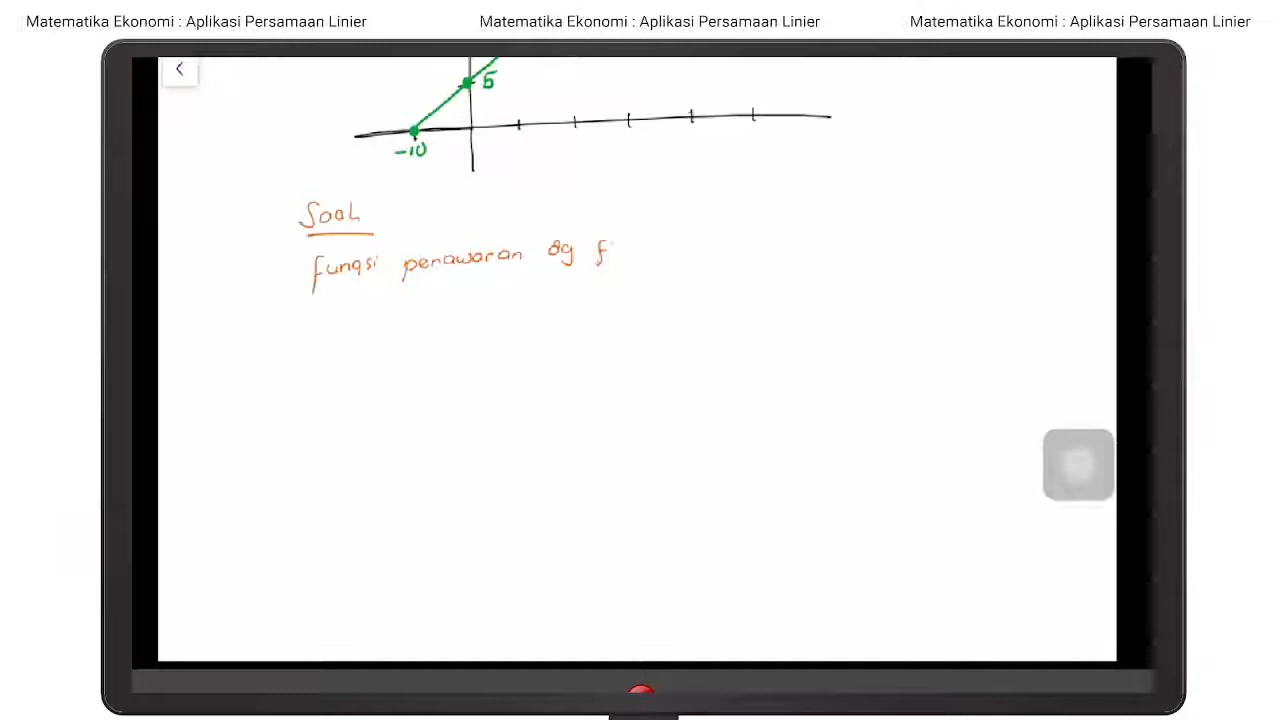 Matematika Ekonomi : Aplikasi Persamaan Linier Matematika Ekonomi : Aplikasi Persamaan Linier Matematika Ekonomi : Aplikasi Persamaan Linier
5
-10
Soal
fungsi penawaran dg f